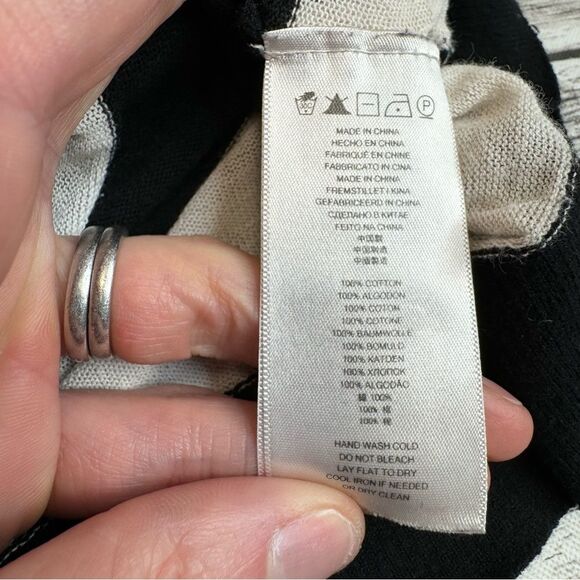 MADE IN CHINA
HECHO EN CHINA
FABRIQUÉ EN CHINE
FABBRICATO IN CINA
MADE IN CHINA
FREMSTILLET I KINA
GEFABRICEERD IN CHINA
СДЕЛАНО В КИТАЕ
FEITO NA CHINA
中国製
中国制造
中國製造
100% COTTON
100% ALGODON
100% COTON
100% COTONE
100% BAUMWOLLE
100% BOMULD
100% KATOEN
100% ХЛОПОК
100% ALGODÃO
綿 100%
100% 棉
100% 棉
HAND WASH COLD
DO NOT BLEACH
LAY FLAT TO DRY
COOL IRON IF NEEDED
OR DRY CLEAN